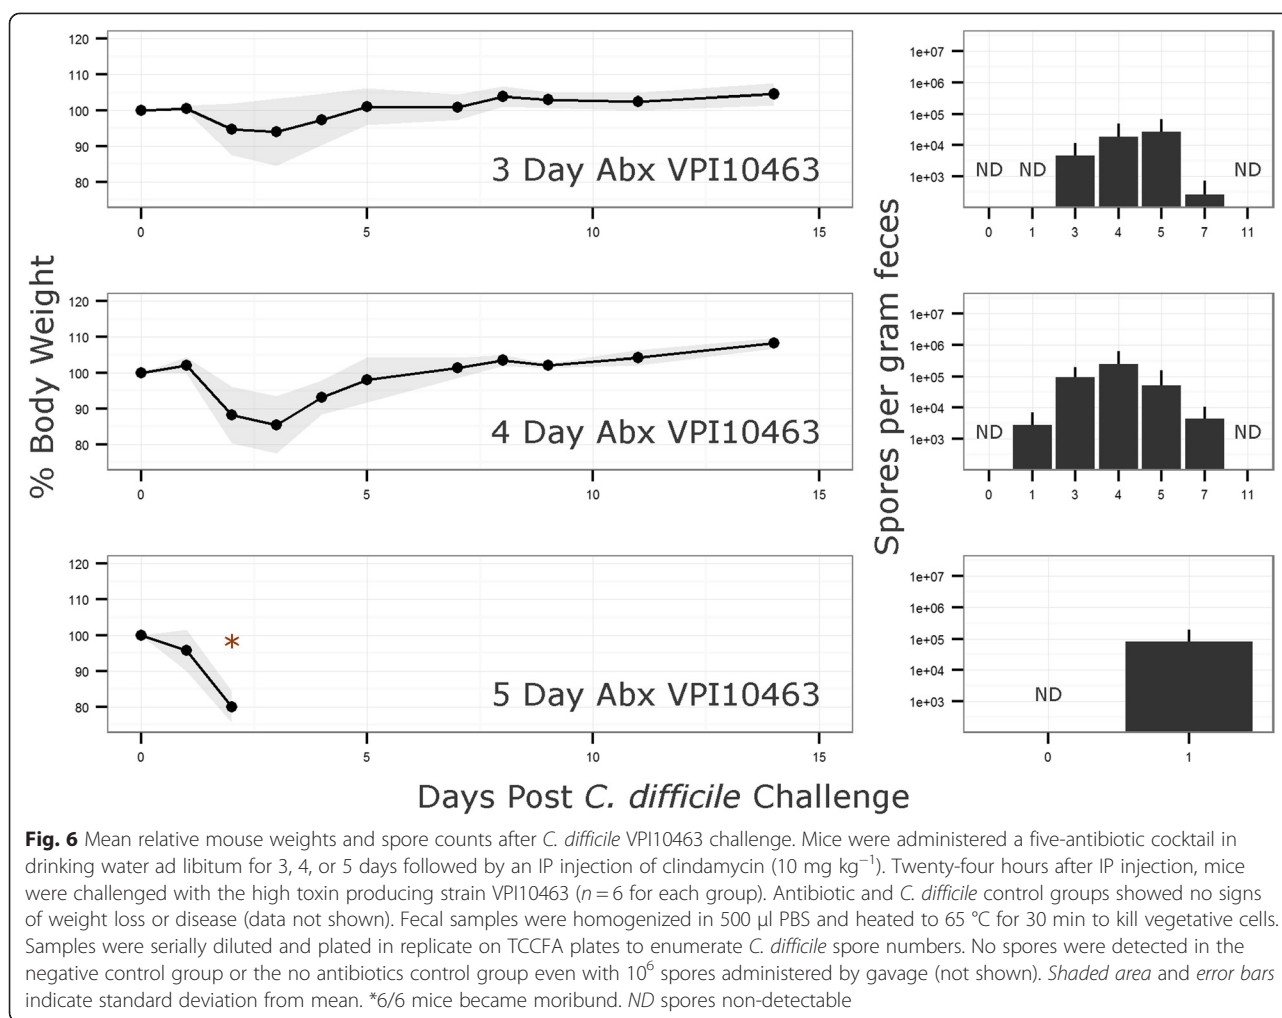 % Body Weight
120
110
100
90
80
3 Day Abx VPI10463
0 5 10 15
120
110
100
90
80
4 Day Abx VPI10463
0 5 10 15
120
110
100
90
80
*
5 Day Abx VPI10463
0 5 10 15
Spores per gram feces
1e+07
1e+06
1e+05
1e+04
1e+03
ND ND ND
0 1 3 4 5 7 11
1e+07
1e+06
1e+05
1e+04
1e+03
ND ND
0 1 3 4 5 7 11
1e+07
1e+06
1e+05
1e+04
1e+03
ND
0 1
Days Post C. difficile Challenge
Fig. 6 Mean relative mouse weights and spore counts after C. difficile VPI10463 challenge. Mice were administered a five-antibiotic cocktail in
drinking water ad libitum for 3, 4, or 5 days followed by an IP injection of clindamycin (10 mg kg⁻¹). Twenty-four hours after IP injection, mice
were challenged with the high toxin producing strain VPI10463 (n = 6 for each group). Antibiotic and C. difficile control groups showed no signs
of weight loss or disease (data not shown). Fecal samples were homogenized in 500 μl PBS and heated to 65 °C for 30 min to kill vegetative cells.
Samples were serially diluted and plated in replicate on TCCFA plates to enumerate C. difficile spore numbers. No spores were detected in the
negative control group or the no antibiotics control group even with 10⁶ spores administered by gavage (not shown). Shaded area and error bars
indicate standard deviation from mean. *6/6 mice became moribund. ND spores non-detectable